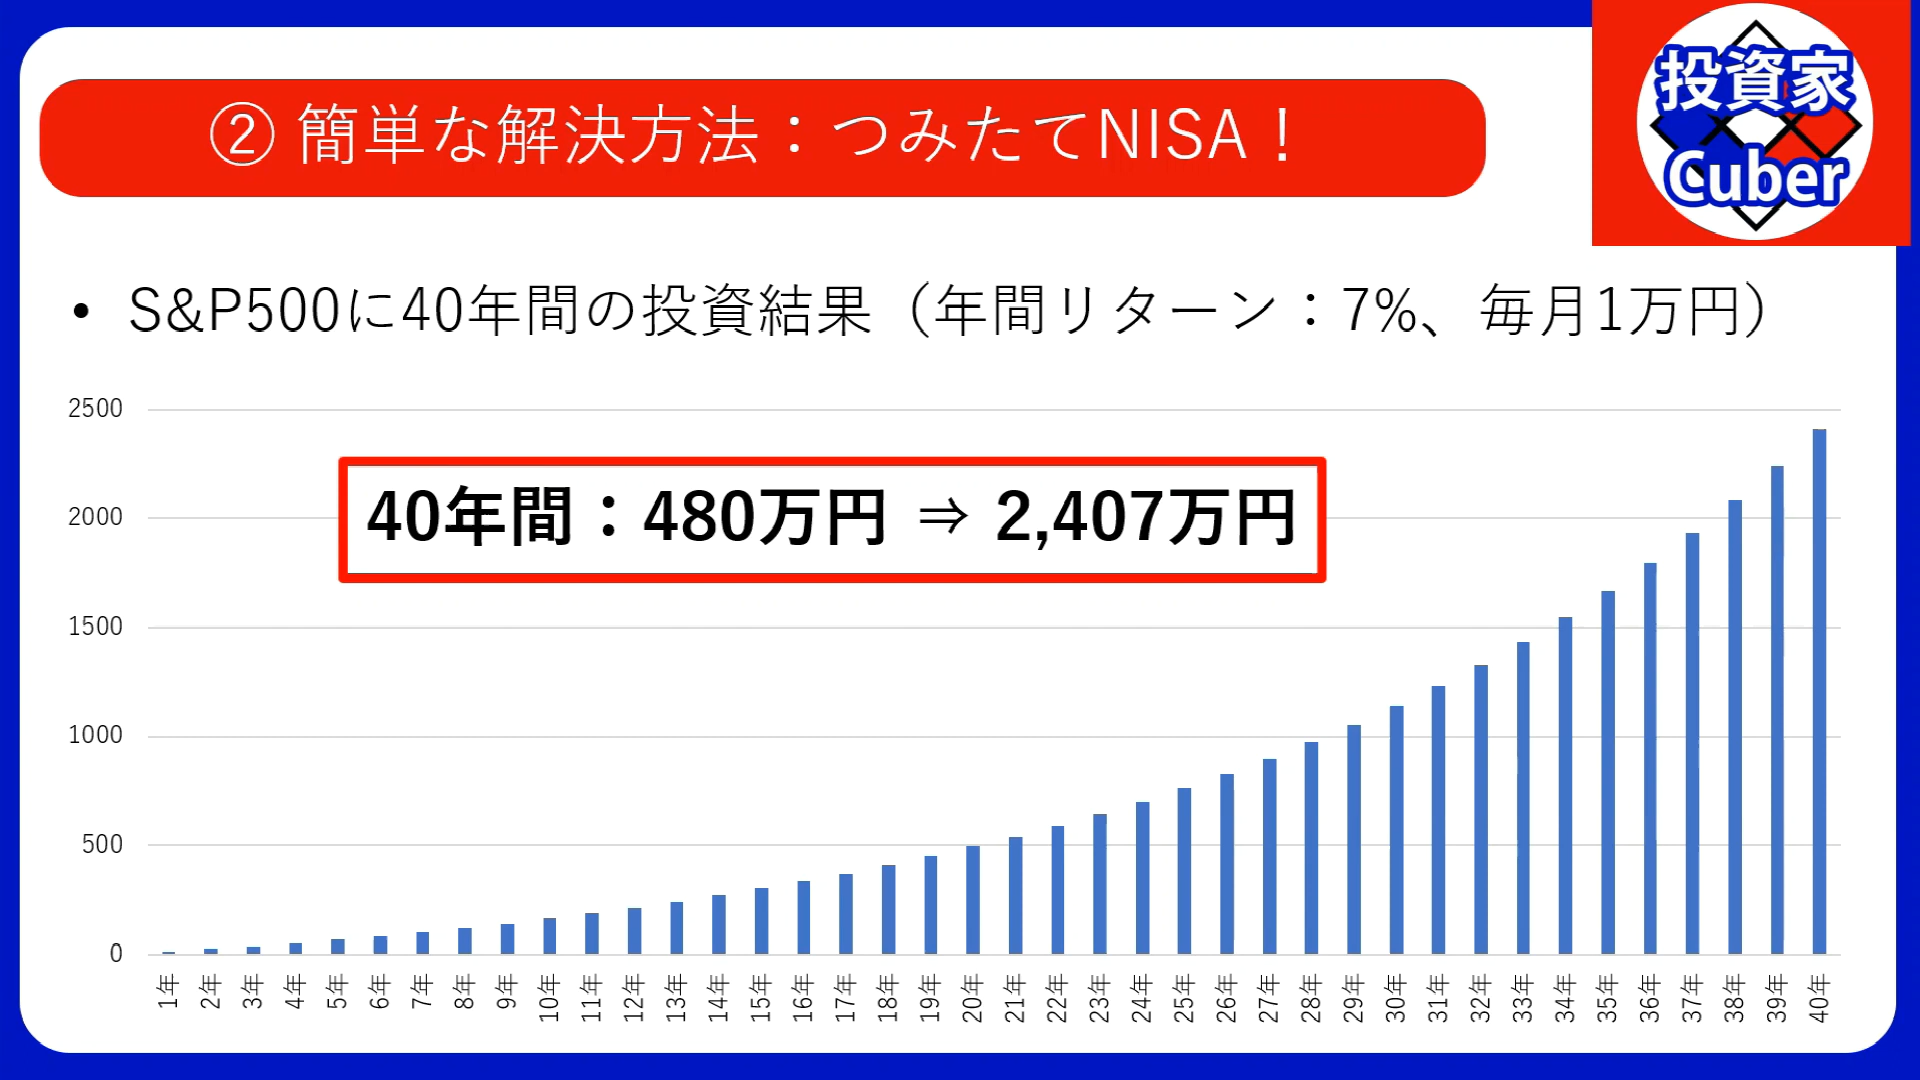 ② 簡単な解決方法：つみたてNISA！
投資家
Cuber
• S&P500に40年間の投資結果（年間リターン：7%、毎月1万円）
40年間：480万円 ⇒ 2,407万円
2500
2000
1500
1000
500
0
1年 2年 3年 4年 5年 6年 7年 8年 9年 10年 11年 12年 13年 14年 15年 16年 17年 18年 19年 20年 21年 22年 23年 24年 25年 26年 27年 28年 29年 30年 31年 32年 33年 34年 35年 36年 37年 38年 39年 40年